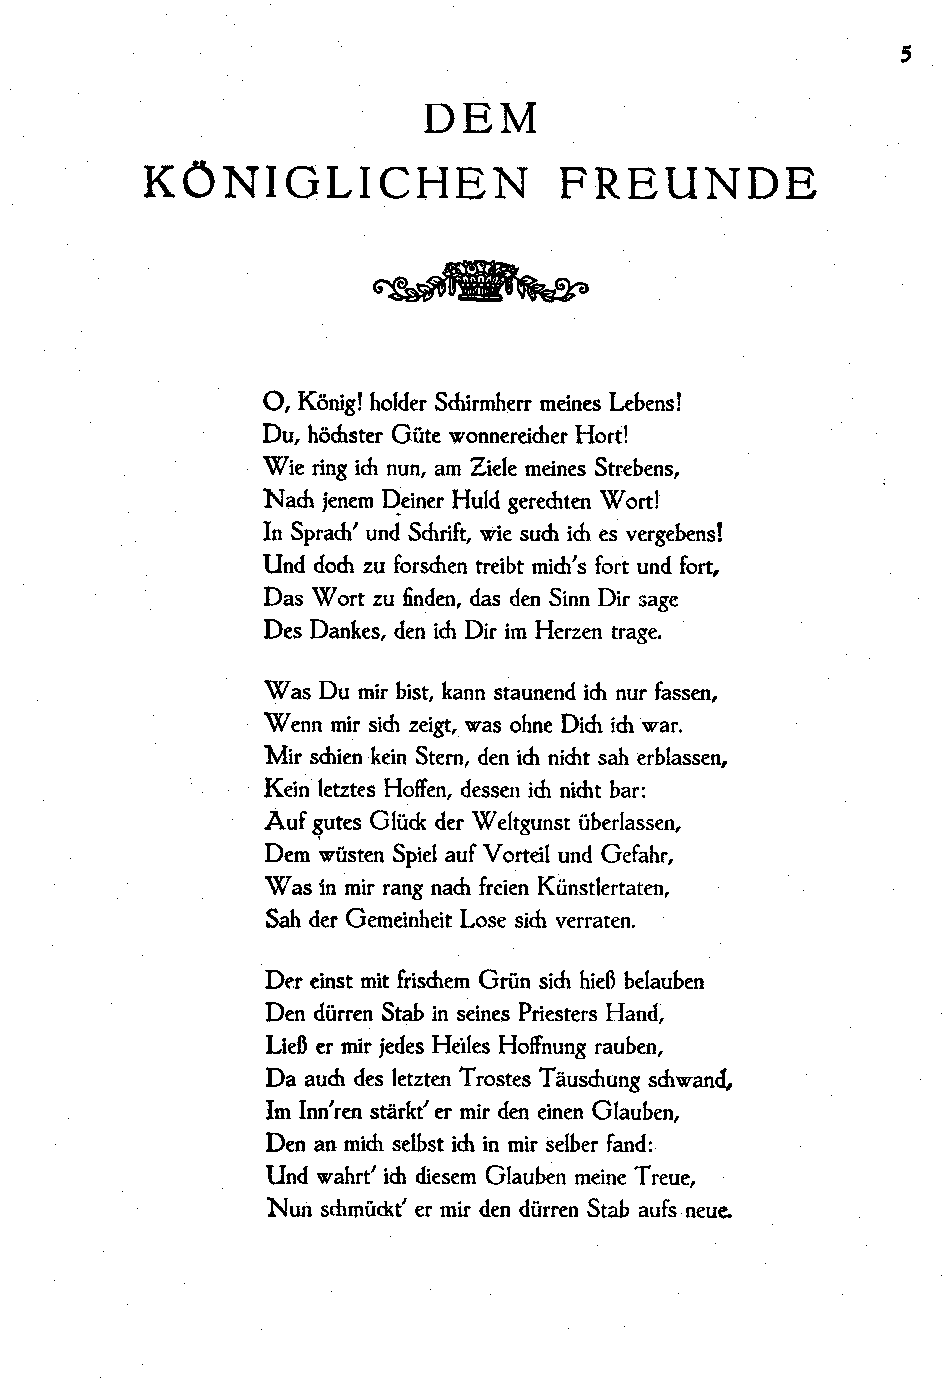 5
DEM
KÖNIGLICHEN FREUNDE
O, König! holder Schirmherr meines Lebens!
Du, höchster Güte wonnereicher Hort!
Wie ring ich nun, am Ziele meines Strebens,
Nach jenem Deiner Huld gerechten Wort!
In Sprach' und Schrift, wie such ich es vergebens!
Und doch zu forschen treibt mich's fort und fort,
Das Wort zu finden, das den Sinn Dir sage
Des Dankes, den ich Dir im Herzen trage.
Was Du mir bist, kann staunend ich nur fassen,
Wenn mir sich zeigt, was ohne Dich ich war.
Mir schien kein Stern, den ich nicht sah erblassen,
Kein letztes Hoffen, dessen ich nicht bar:
Auf gutes Glück der Weltgunst überlassen,
Dem wüsten Spiel auf Vorteil und Gefahr,
Was in mir rang nach freien Künstlertaten,
Sah der Gemeinheit Lose sich verraten.
Der einst mit frischem Grün sich hieß belauben
Den dürren Stab in seines Priesters Hand,
Ließ er mir jedes Heiles Hoffnung rauben,
Da auch des letzten Trostes Täuschung schwand,
Im Inn'ren stärkt' er mir den einen Glauben,
Den an mich selbst ich in mir selber fand:
Und wahrt' ich diesem Glauben meine Treue,
Nun schmückt' er mir den dürren Stab aufs neue.